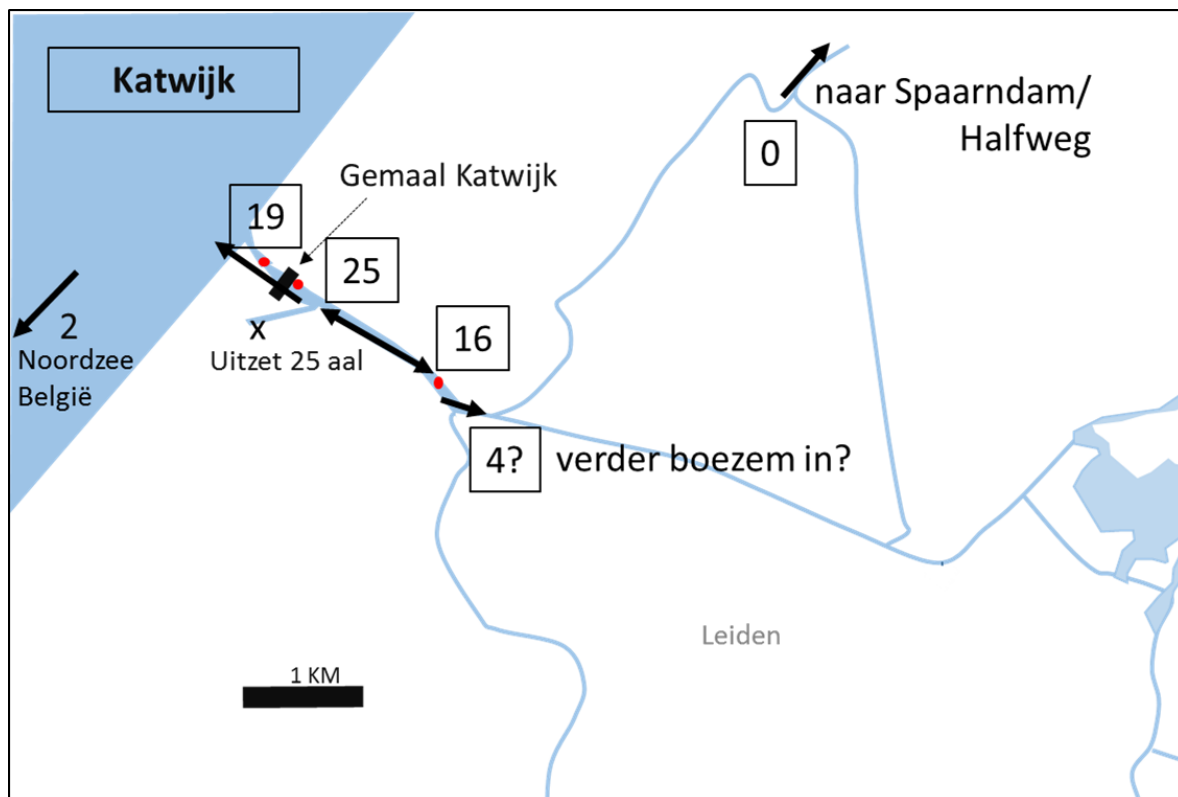 Katwijk
naar Spaarndam/
Halfweg
0
Gemaal Katwijk
19
25
2
Noordzee
België
x
Uitzet 25 aal
16
4?
verder boezem in?
Leiden
1 KM